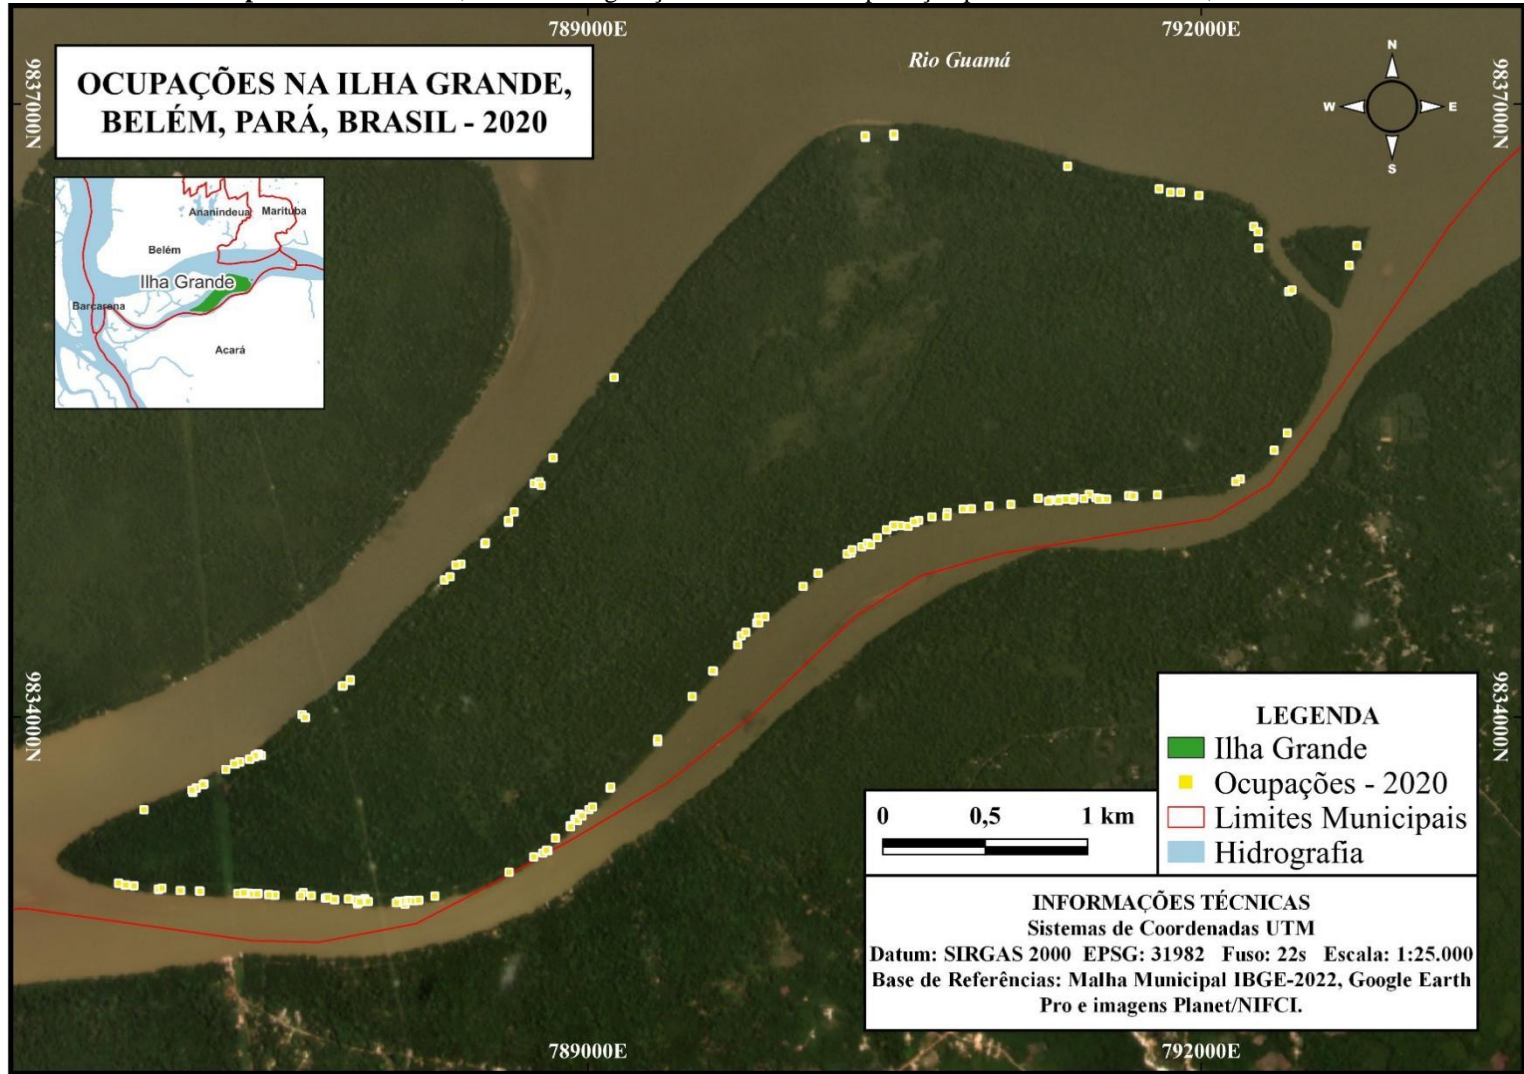 789000E
792000E
Rio Guamá
OCUPAÇÕES NA ILHA GRANDE,
BELÉM, PARÁ, BRASIL - 2020
N
W
E
S
9837000N
9837000N
Ananindeua
Marituba
Belém
Ilha Grande
Barcarena
Acará
9834000N
9834000N
LEGENDA
Ilha Grande
Ocupações - 2020
Limites Municipais
Hidrografia
0 0,5 1 km
INFORMAÇÕES TÉCNICAS
Sistemas de Coordenadas UTM
Datum: SIRGAS 2000 EPSG: 31982 Fuso: 22s Escala: 1:25.000
Base de Referências: Malha Municipal IBGE-2022, Google Earth
Pro e imagens Planet/NIFCI.
789000E
792000E